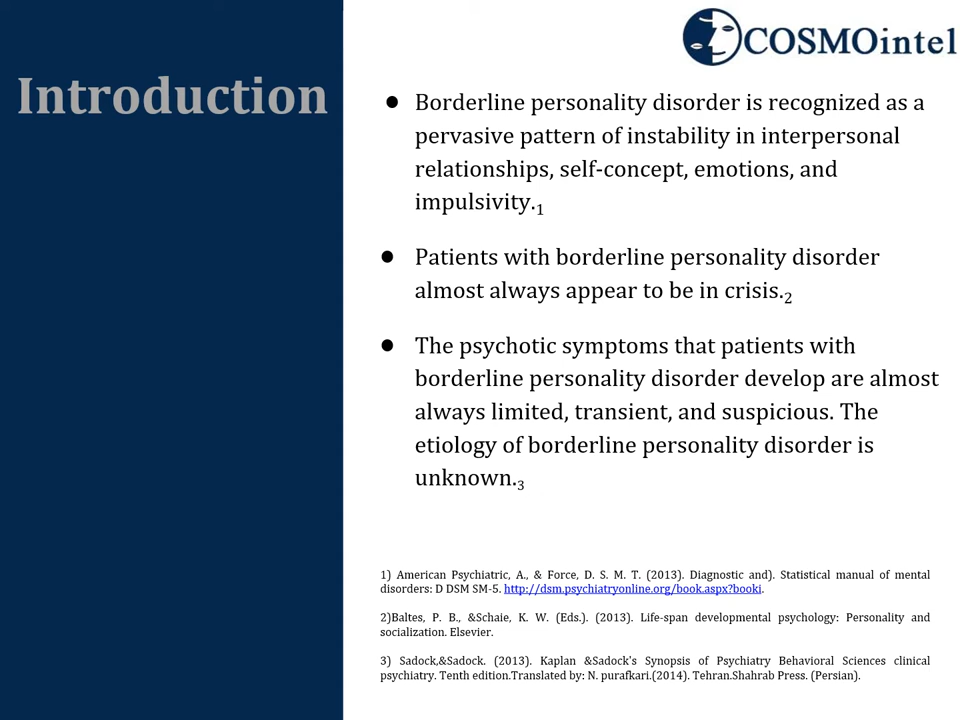 COSMOintel
Introduction
● Borderline personality disorder is recognized as a
pervasive pattern of instability in interpersonal
relationships, self-concept, emotions, and
impulsivity.1
● Patients with borderline personality disorder
almost always appear to be in crisis.2
● The psychotic symptoms that patients with
borderline personality disorder develop are almost
always limited, transient, and suspicious. The
etiology of borderline personality disorder is
unknown.3
1) American Psychiatric, A., & Force, D. S. M. T. (2013). Diagnostic and). Statistical manual of mental
disorders: D DSM SM-5. http://dsm.psychiatryonline.org/book.aspx?booki.
2)Baltes, P. B., &Schaie, K. W. (Eds.). (2013). Life-span developmental psychology: Personality and
socialization. Elsevier.
3) Sadock,&Sadock. (2013). Kaplan &Sadock's Synopsis of Psychiatry Behavioral Sciences clinical
psychiatry. Tenth edition.Translated by: N. purafkari.(2014). Tehran.Shahrab Press. (Persian).